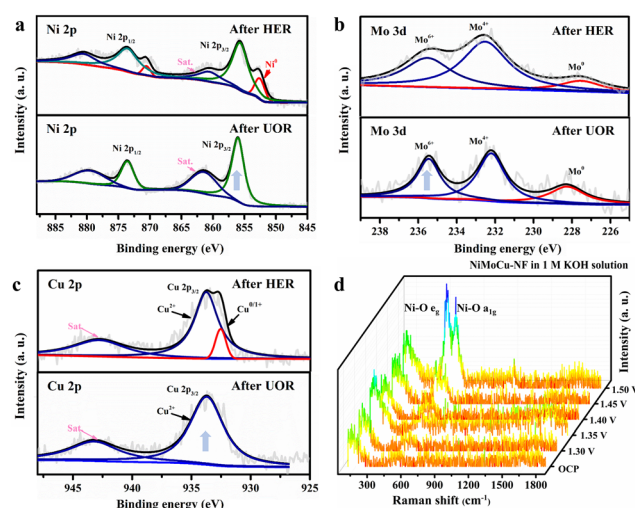 a
Ni 2p
Ni 2p1/2
Ni 2p3/2
After HER
Sat.
Ni0
Ni 2p
Ni 2p1/2
Ni 2p3/2
After UOR
Sat.
Intensity (a. u.)
885 880 875 870 865 860 855 850 845
Binding energy (eV)
b
Mo 3d
Mo6+
Mo4+
After HER
Mo0
Mo 3d
Mo6+
Mo4+
After UOR
Mo0
Intensity (a. u.)
239 236 233 230 228 225
Binding energy (eV)
c
Cu 2p
Cu 2p3/2
After HER
Cu2+
Cu0/1+
Sat.
Cu 2p
Cu 2p3/2
After UOR
Cu2+
Sat.
Intensity (a. u.)
945 940 935 930 925
Binding energy (eV)
d
NiMoCu-NF in 1 M KOH solution
Ni-O eg
Ni-O a1g
Intensity (a. u.)
1.50 V
1.45 V
1.40 V
1.35 V
1.30 V
OCP
300 600 900 1200 1500 1800
Raman shift (cm-1)